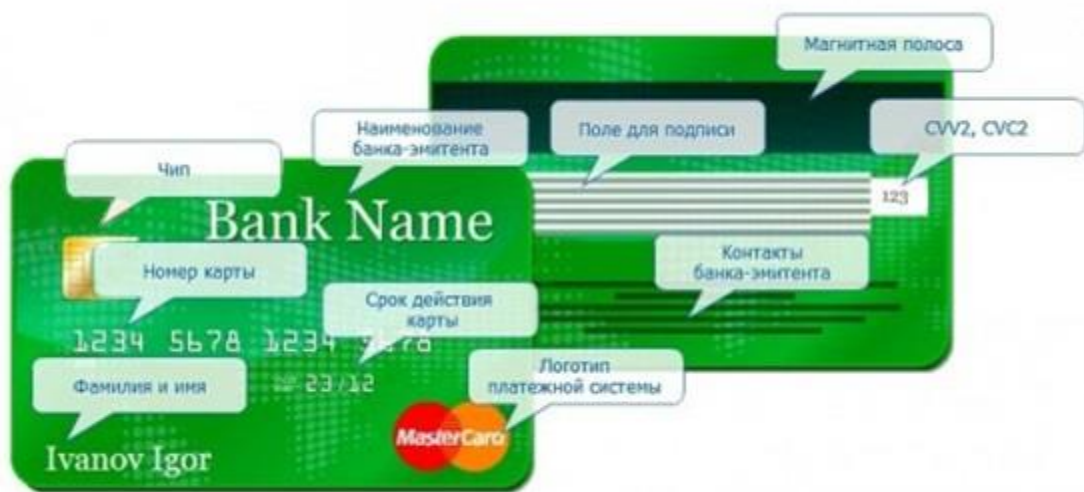 Магнитная полоса
Наименование
банка-эмитента
Поле для подписи
CVV2, CVC2
Чип
Bank Name
123
Номер карты
Контакты
банка-эмитента
Срок действия
карты
1234 5678 1234 5678
Фамилия и имя
23/12
Логотип
платежной системы
MasterCard
Ivanov Igor